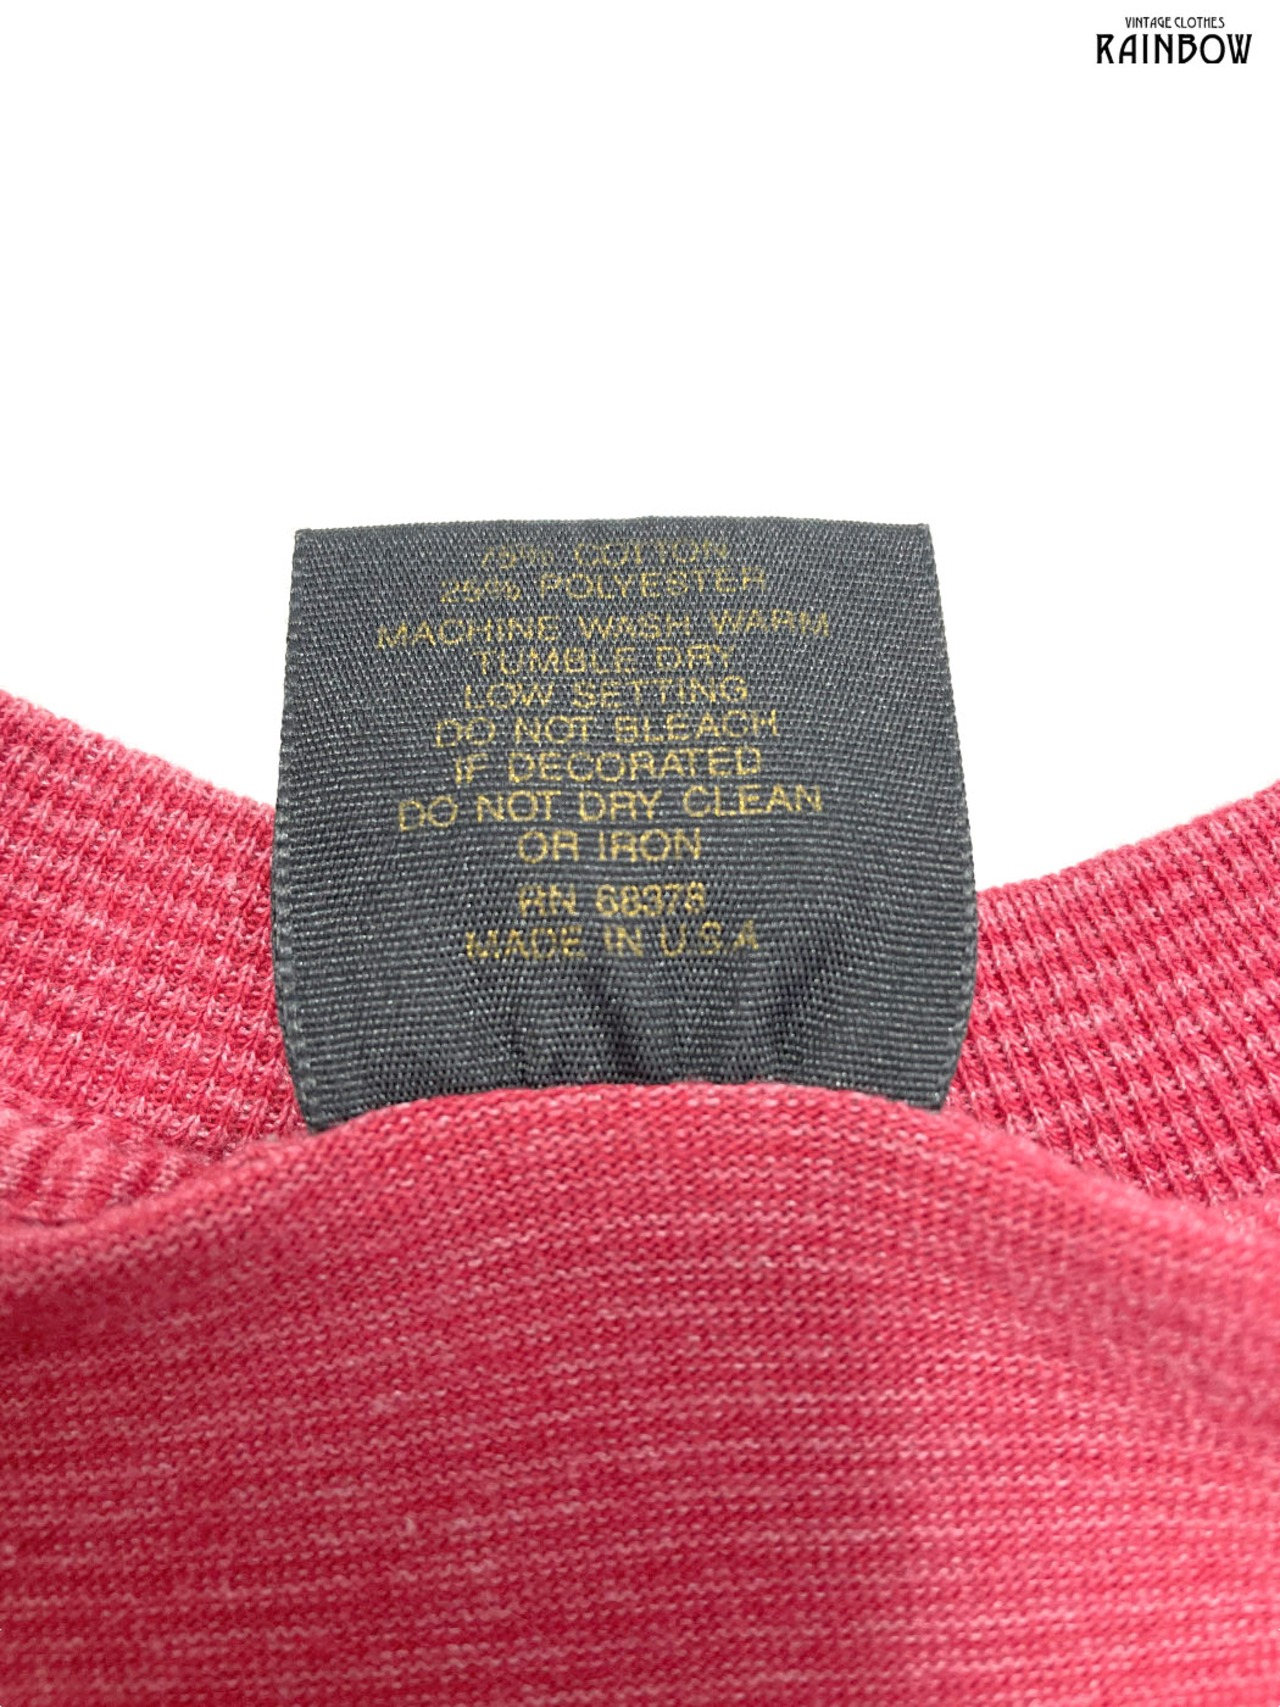 VINTAGE CLOTHES
RAINBOW
75% COTTON
25% POLYESTER
MACHINE WASH WARM
TUMBLE DRY
LOW SETTING
DO NOT BLEACH
IF DECORATED
DO NOT DRY CLEAN
OR IRON
RN 68378
MADE IN U.S.A